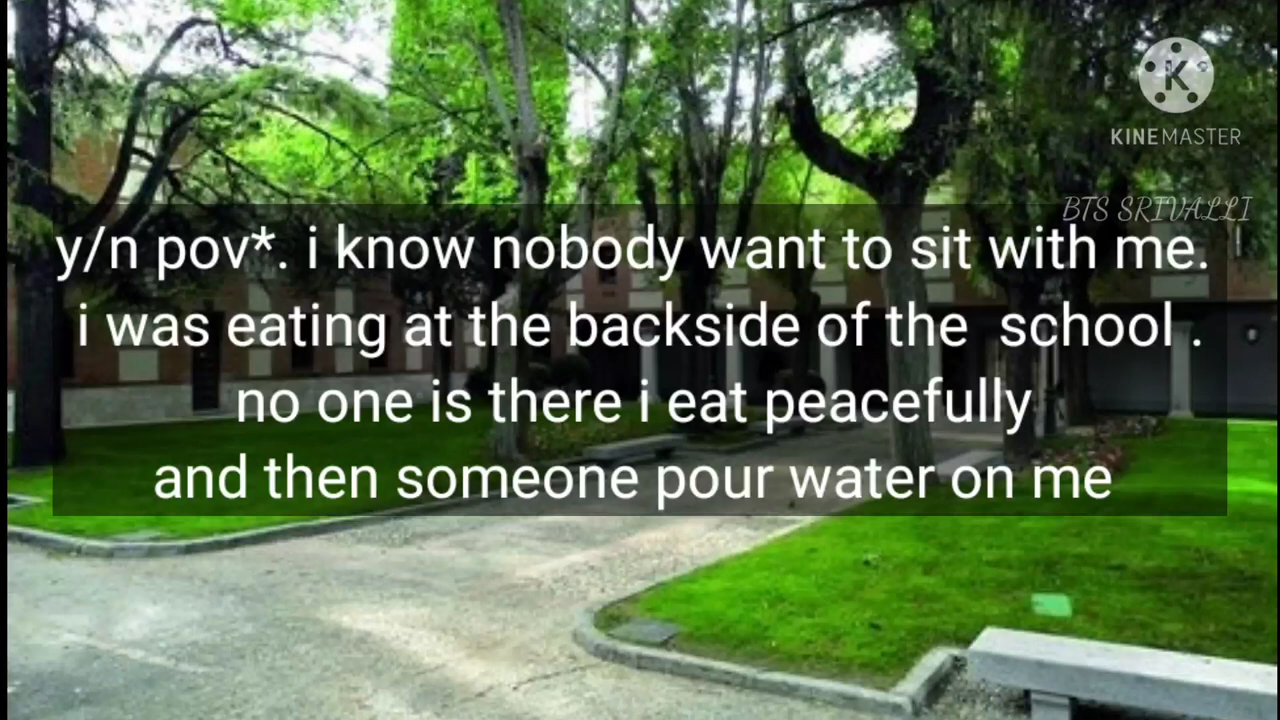 K
KINEMASTER
BTS SRIVALLI
y/n pov*. i know nobody want to sit with me.
i was eating at the backside of the  school .
no one is there i eat peacefully
and then someone pour water on me